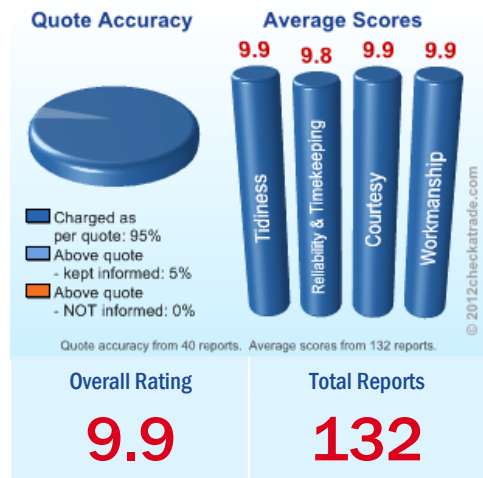 Quote Accuracy
Average Scores
9.9
9.8
9.9
9.9
Tidiness
Reliability & Timekeeping
Courtesy
Workmanship
Charged as
per quote: 95%
Above quote
- kept informed: 5%
Above quote
- NOT informed: 0%
© 2012checkatrade.com
Quote accuracy from 40 reports. Average scores from 132 reports.
Overall Rating
9.9
Total Reports
132